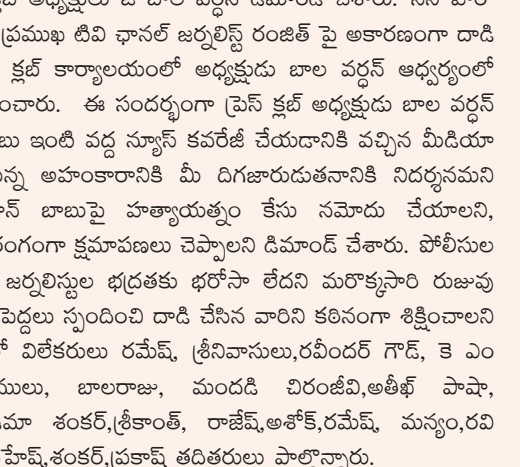 అధ్యక్షులు
ప్రముఖ టివి ఛానల్ జర్నలిస్ట్ రంజిత్ పై అకారణంగా దాడి
క్లబ్ కార్యాలయంలో అధ్యక్షుడు బాల వర్ధన్ ఆధ్వర్యంలో
ంచారు. ఈ సందర్భంగా ప్రెస్ క్లబ్ అధ్యక్షుడు బాల వర్ధన్
బు ఇంటి వద్ద న్యూస్ కవరేజీ చేయడానికి వచ్చిన మీడియా
న్న అహంకారానికి మీ దిగజారుడుతనానికి నిదర్శనమని
న్ బాబుపై హత్యాయత్నం కేసు నమోదు చేయాలని,
రంగంగా క్షమాపణలు చెప్పాలని డిమాండ్ చేశారు. పోలీసుల
జర్నలిస్టుల భద్రతకు భరోసా లేదని మరొక్కసారి రుజువు
పెద్దలు స్పందించి దాడి చేసిన వారిని కఠినంగా శిక్షించాలని
విలేకరులు రమేష్, శ్రీనివాసులు,రవీందర్ గౌడ్, కె ఎం
ములు, బాలరాజు, మందడి చిరంజీవి,అతీఖ్ పాషా,
మా శంకర్,శ్రీకాంత్, రాజేష్,అశోక్,రమేష్, మన్యం,రవి
హేష్,శంకర్,ప్రకాష్ తదితరులు పాల్గొన్నారు.